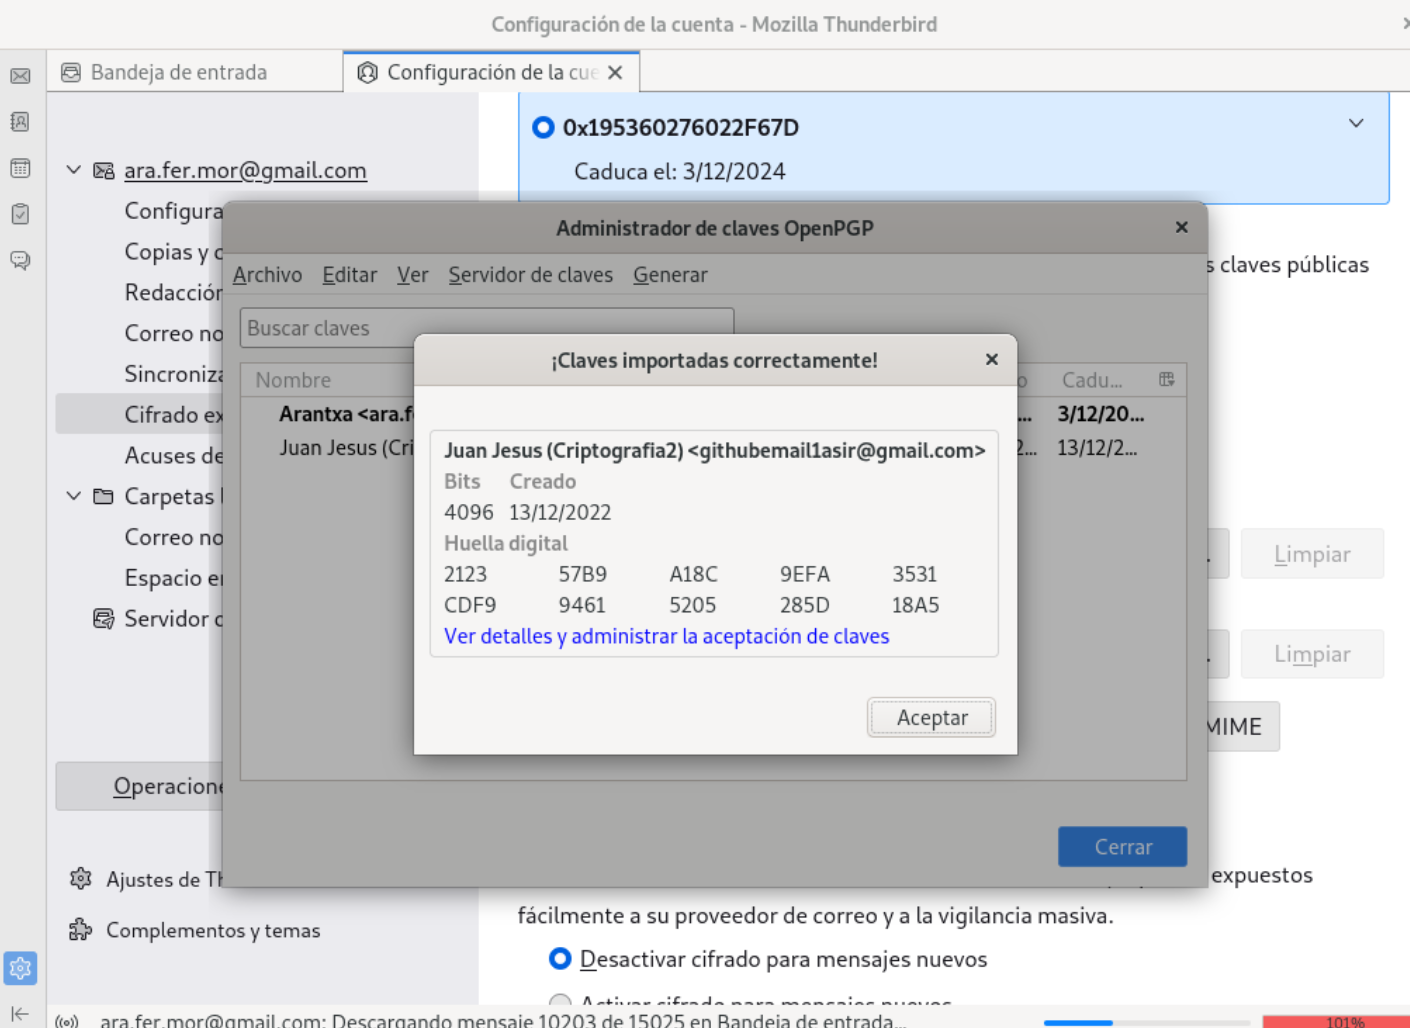 Configuración de la cuenta - Mozilla Thunderbird
Bandeja de entrada
Configuración de la cue
0x195360276022F67D
Caduca el: 3/12/2024
ara.fer.mor@gmail.com
Configura
Copias y c
Redacción
Correo no
Sincroniza
Cifrado ex
Acuses de
Carpetas
Correo no
Espacio e
Servidor
Operacione
Ajustes de Th
Complementos y temas
Administrador de claves OpenPGP
Archivo Editar Ver Servidor de claves Generar
Buscar claves
Nombre
o Cadu...
Arantxa <ara.f
... 3/12/20...
Juan Jesus (Cri
2... 13/12/2...
¡Claves importadas correctamente!
Juan Jesus (Criptografia2) <githubemail1asir@gmail.com>
Bits Creado
4096 13/12/2022
Huella digital
2123 57B9 A18C 9EFA 3531
CDF9 9461 5205 285D 18A5
Ver detalles y administrar la aceptación de claves
Aceptar
Cerrar
s claves públicas
Limpiar
Limpiar
MIME
expuestos
fácilmente a su proveedor de correo y a la vigilancia masiva.
Desactivar cifrado para mensajes nuevos
Activar cifrado para mensajes nuevos
ara.fer.mor@gmail.com: Descargando mensaje 10203 de 15025 en Bandeja de entrada...
101%